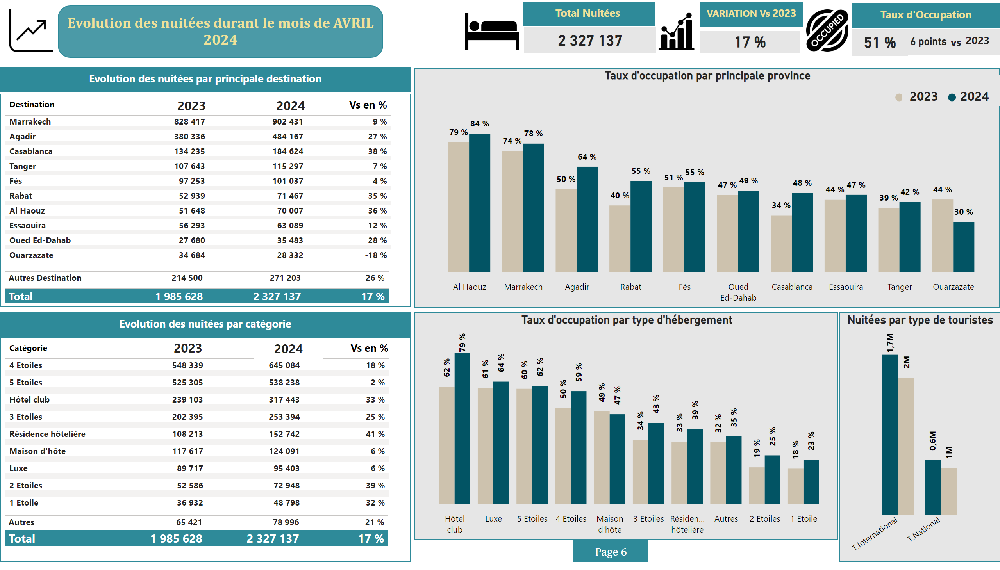 Evolution des nuitées durant le mois de AVRIL
2024
Total Nuitées
2 327 137
VARIATION Vs 2023
17 %
OCCUPIED
Taux d'Occupation
51 % 6 points vs 2023
Evolution des nuitées par principale destination
Destination 2023 2024 Vs en %
Marrakech 828 417 902 431 9 %
Agadir 380 336 484 167 27 %
Casablanca 134 235 184 624 38 %
Tanger 107 643 115 297 7 %
Fès 97 253 101 037 4 %
Rabat 52 939 71 467 35 %
Al Haouz 51 648 70 007 36 %
Essaouira 56 293 63 089 12 %
Oued Ed-Dahab 27 680 35 483 28 %
Ouarzazate 34 684 28 332 -18 %
Autres Destination 214 500 271 203 26 %
Total 1 985 628 2 327 137 17 %
Taux d'occupation par principale province
2023 2024
79 % 84 % 74 % 78 % 50 % 64 % 40 % 55 % 51 % 55 % 47 % 49 % 34 % 48 % 44 % 47 % 39 % 42 % 44 % 30 %
Al Haouz Marrakech Agadir Rabat Fès Oued Casablanca Essaouira Tanger Ouarzazate
Ed-Dahab
Evolution des nuitées par catégorie
Catégorie 2023 2024 Vs en %
4 Etoiles 548 339 645 084 18 %
5 Etoiles 525 305 538 238 2 %
Hôtel club 239 103 317 443 33 %
3 Etoiles 202 395 253 394 25 %
Résidence hôtelière 108 213 152 742 41 %
Maison d'hôte 117 617 124 091 6 %
Luxe 89 717 95 403 6 %
2 Etoiles 52 586 72 948 39 %
1 Etoile 36 932 48 798 32 %
Autres 65 421 78 996 21 %
Total 1 985 628 2 327 137 17 %
Taux d'occupation par type d'hébergement
62 % 79 % 61 % 64 % 60 % 62 % 50 % 59 % 49 % 47 % 34 % 43 % 33 % 39 % 32 % 35 % 19 % 25 % 18 % 23 %
Hôtel Luxe 5 Etoiles 4 Etoiles Maison 3 Etoiles Résiden... Autres 2 Etoiles 1 Etoile
club d'hôte hôtelière
Nuitées par type de touristes
1,7M 2M 0,6M 1M
T.International T.National
Page 6